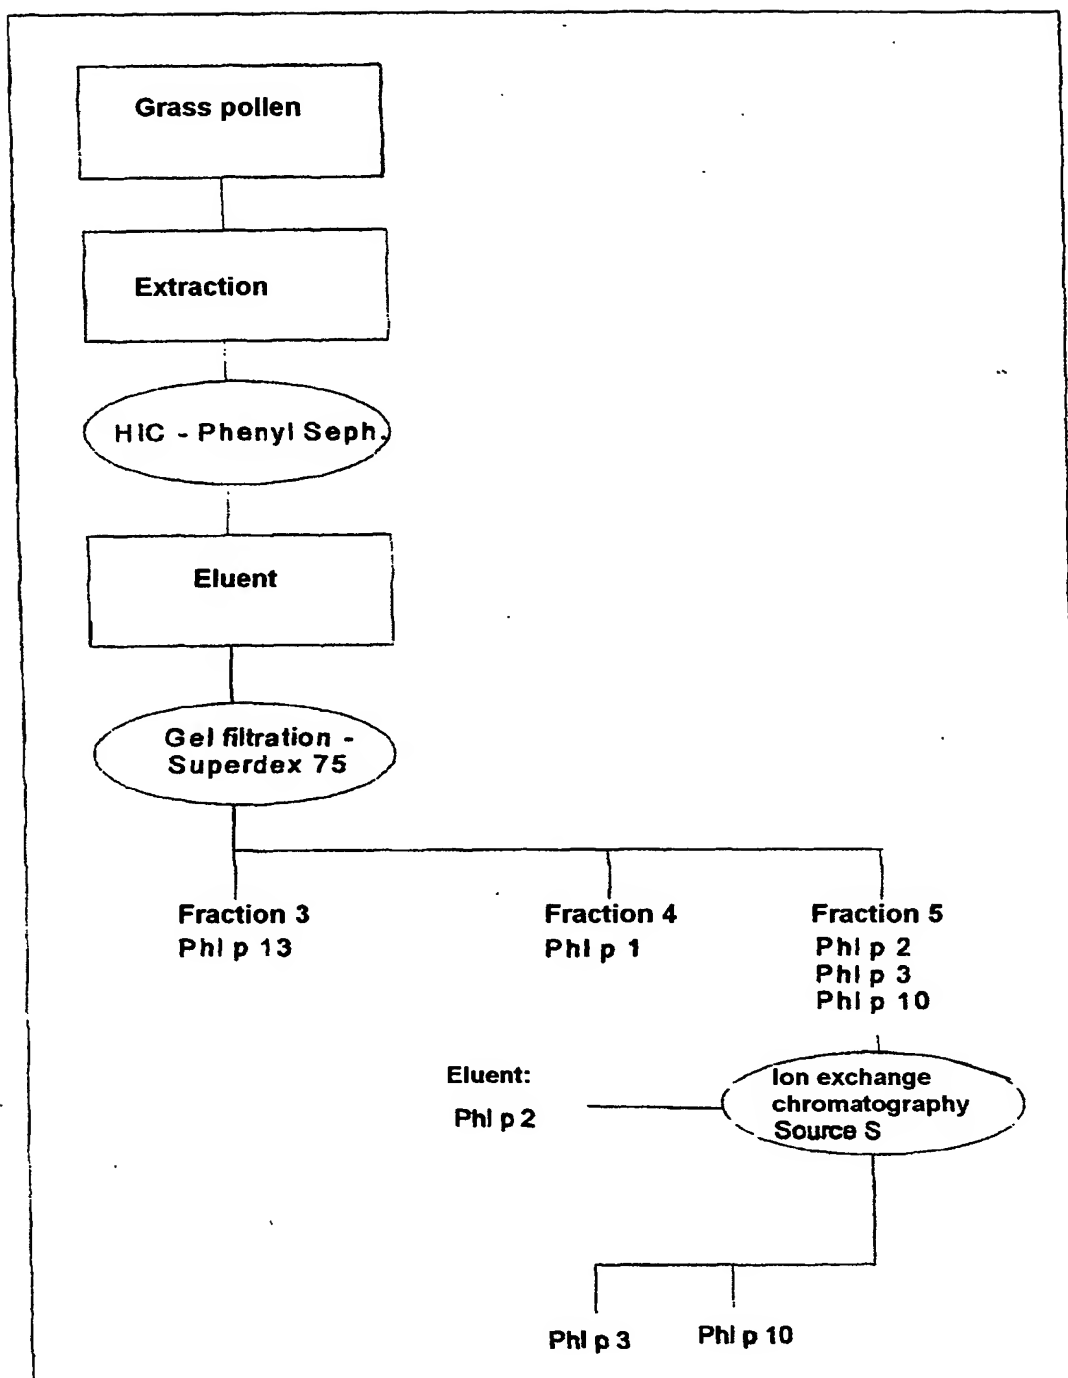 Grass pollen
Extraction
HIC - Phenyl Seph.
Eluent
Gel filtration -
Superdex 75
Fraction 3
Phl p 13
Fraction 4
Phl p 1
Fraction 5
Phl p 2
Phl p 3
Phl p 10
Eluent:
Phl p 2
Ion exchange
chromatography
Source S
Phl p 3
Phl p 10